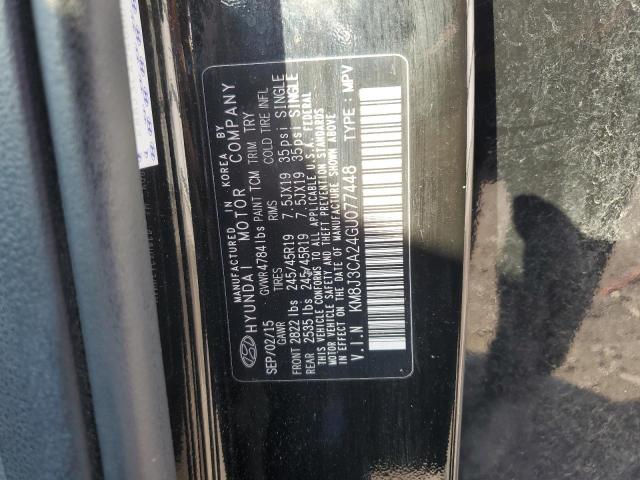 MANUFACTURED IN KOREA BY
HYUNDAI MOTOR COMPANY
SEP/02/15 GVWR 4784lbs PAINT TCM TRIM TRY
GAWR TIRES RIMS COLD TIRE INFL
FRONT 2822 lbs 245/45R19 7.5JX19 35psi SINGLE
REAR 2535 lbs 245/45R19 7.5JX19 35psi SINGLE
THIS VEHICLE CONFORMS TO ALL APPLICABLE U.S.A. FEDERAL
MOTOR VEHICLE SAFETY AND THEFT PREVENTION STANDARDS
IN EFFECT ON THE DATE OF MANUFACTURE SHOWN ABOVE
V.I.N KM8J3CA24GU077448 TYPE: MPV